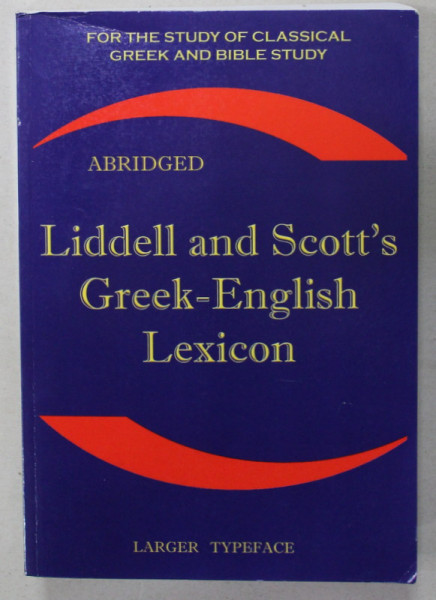 FOR THE STUDY OF CLASSICAL
GREEK AND BIBLE STUDY
ABRIDGED
Liddell and Scott's
Greek-English
Lexicon
LARGER TYPEFACE